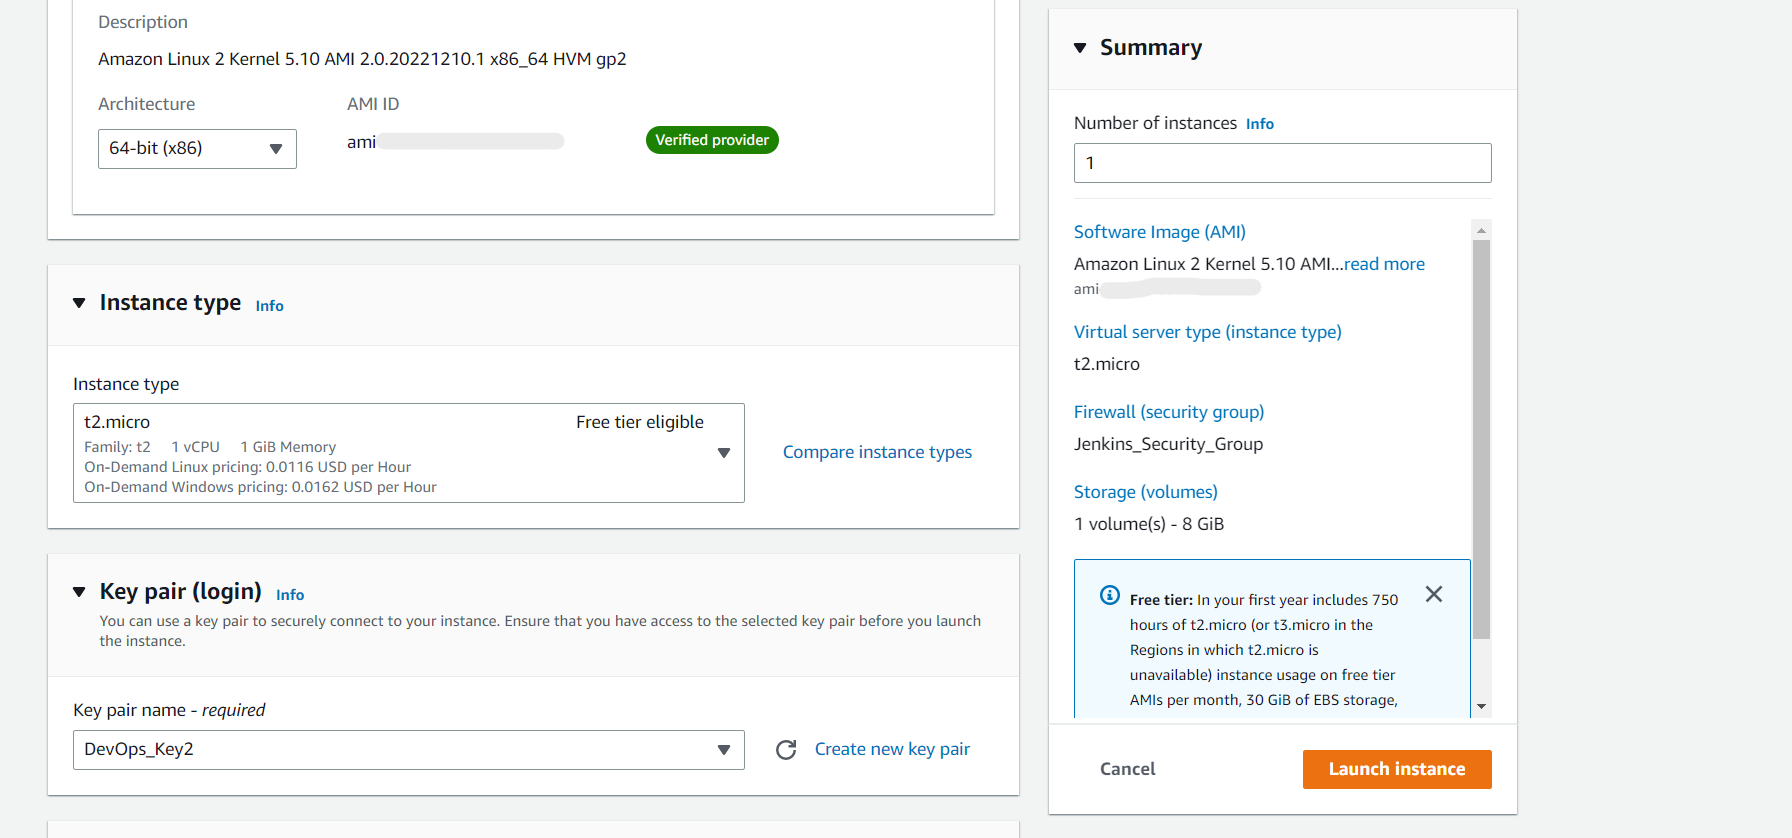 Description
Amazon Linux 2 Kernel 5.10 AMI 2.0.20221210.1 x86_64 HVM gp2
Architecture
AMI ID
64-bit (x86)
ami
Verified provider
Instance type Info
Instance type
t2.micro
Free tier eligible
Family: t2 1 vCPU 1 GiB Memory
On-Demand Linux pricing: 0.0116 USD per Hour
On-Demand Windows pricing: 0.0162 USD per Hour
Compare instance types
Key pair (login) Info
You can use a key pair to securely connect to your instance. Ensure that you have access to the selected key pair before you launch
the instance.
Key pair name - required
DevOps_Key2
Create new key pair
Summary
Number of instances Info
1
Software Image (AMI)
Amazon Linux 2 Kernel 5.10 AMI...read more
ami
Virtual server type (instance type)
t2.micro
Firewall (security group)
Jenkins_Security_Group
Storage (volumes)
1 volume(s) - 8 GiB
Free tier: In your first year includes 750
hours of t2.micro (or t3.micro in the
Regions in which t2.micro is
unavailable) instance usage on free tier
AMIs per month, 30 GiB of EBS storage,
Cancel
Launch instance